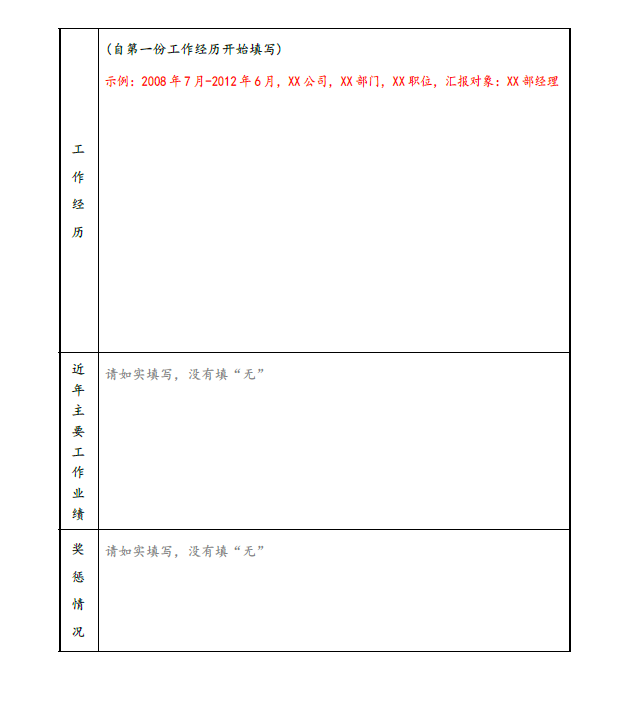 工作经历
(自第一份工作经历开始填写)
示例：2008年7月-2012年6月，XX公司，XX部门，XX职位，汇报对象：XX部经理
近年主要工作业绩
请如实填写，没有填“无”
奖惩情况
请如实填写，没有填“无”